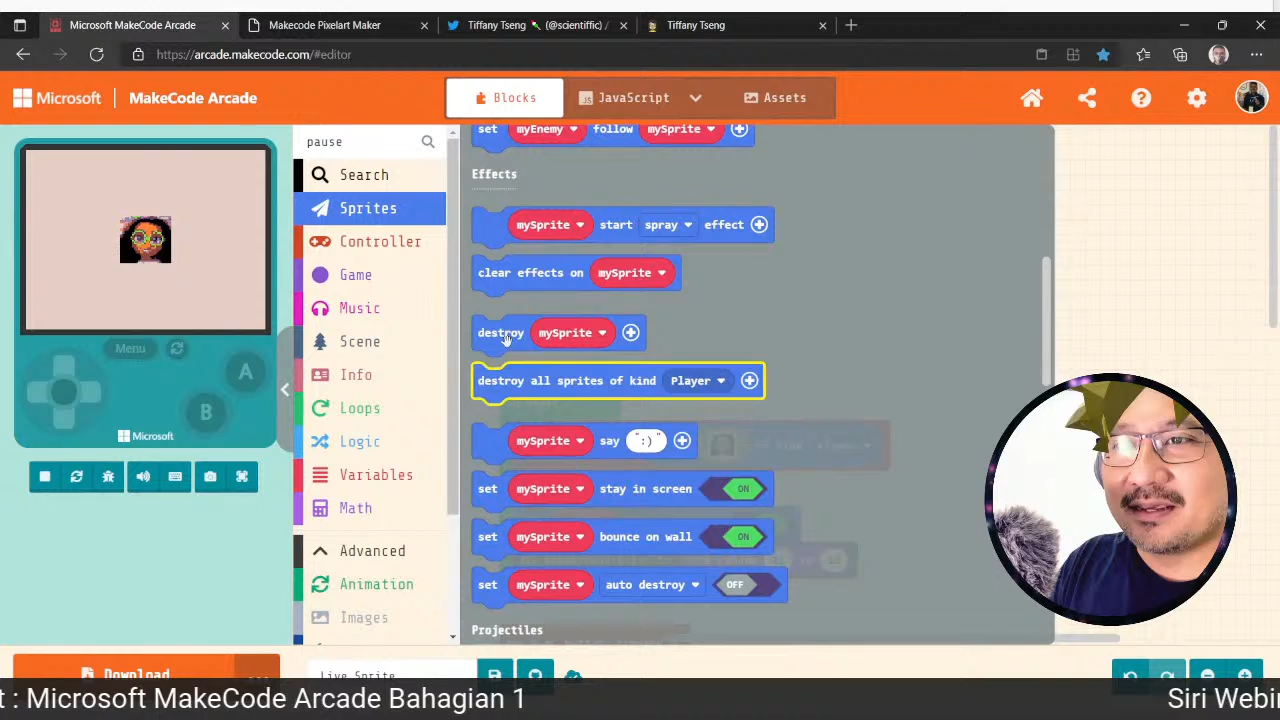 Microsoft MakeCode Arcade
Makecode Pixelart Maker
Tiffany Tseng (@scientiffic) /
Tiffany Tseng
https://arcade.makecode.com/#editor
Microsoft MakeCode Arcade
Blocks
JavaScript
Assets
pause
Search
Sprites
Controller
Game
Music
Scene
Info
Loops
Logic
Variables
Math
Advanced
Animation
Images
Menu
A
B
Microsoft
Download
set myEnemy follow mySprite
Effects
mySprite start spray effect
clear effects on mySprite
destroy mySprite
destroy all sprites of kind Player
mySprite say ":)"
set mySprite stay in screen ON
set mySprite bounce on wall ON
set mySprite auto destroy OFF
Projectiles
Live Sprite
t : Microsoft MakeCode Arcade Bahagian 1
Siri Webi